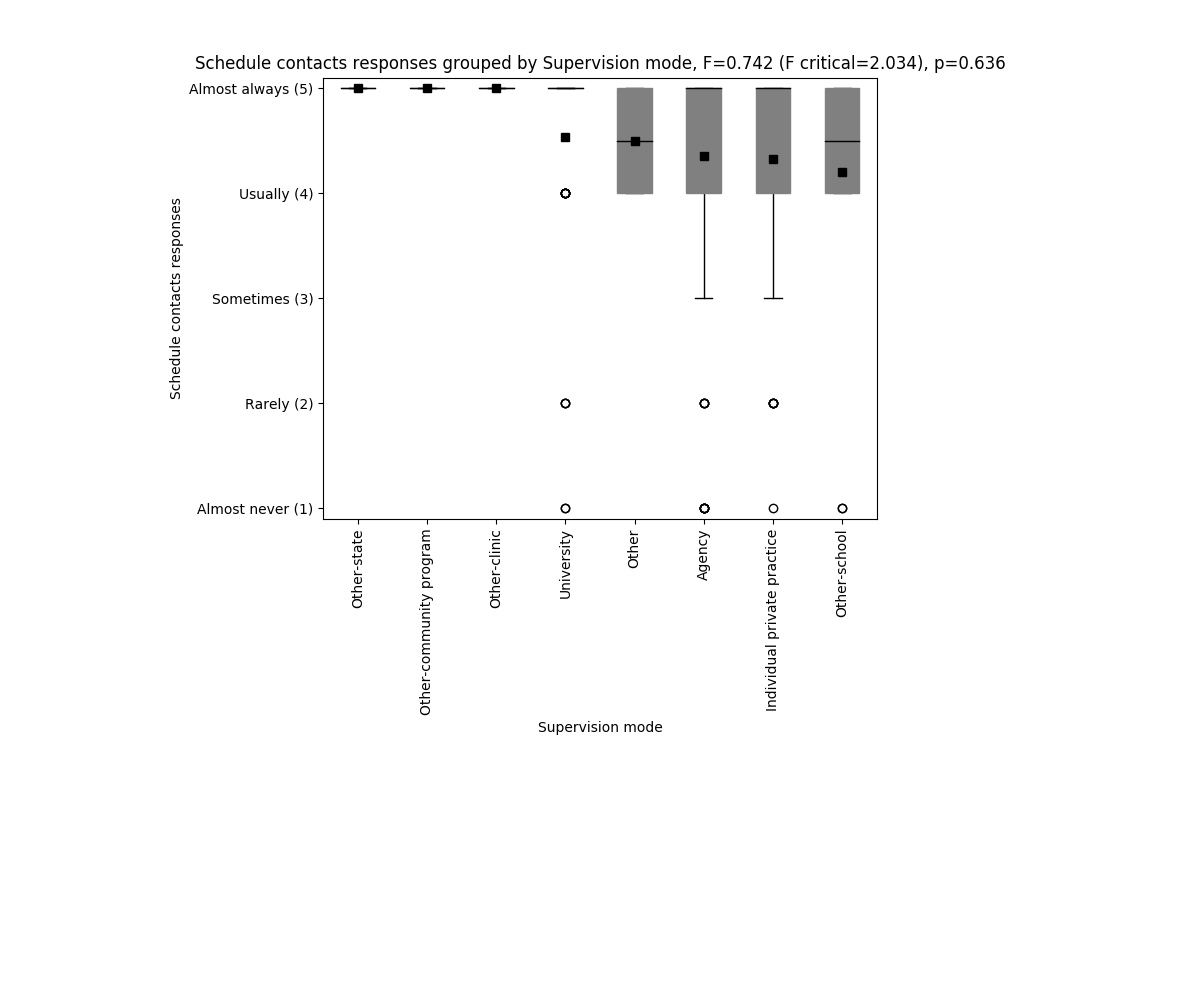 Schedule contacts responses grouped by Supervision mode, F=0.742 (F critical=2.034), p=0.636
Schedule contacts responses
Almost always (5)
Usually (4)
Sometimes (3)
Rarely (2)
Almost never (1)
Other-state
Other-community program
Other-clinic
University
Other
Agency
Individual private practice
Other-school
Supervision mode